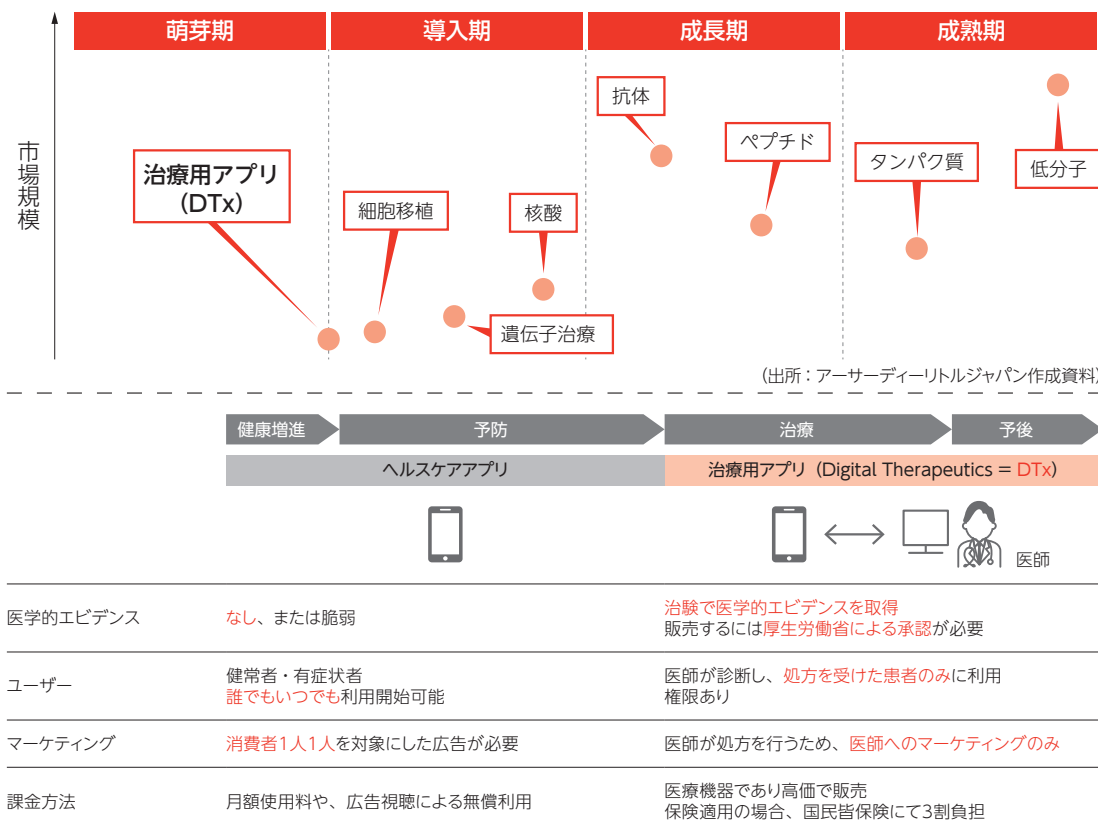 萌芽期
導入期
成長期
成熟期
市場規模
治療用アプリ
(DTx)
細胞移植
遺伝子治療
核酸
抗体
ペプチド
タンパク質
低分子
(出所：アーサーディーリトルジャパン作成資料)
健康増進
予防
治療
予後
ヘルスケアアプリ
治療用アプリ (Digital Therapeutics = DTx)
医師
医学的エビデンス
なし、または脆弱
治験で医学的エビデンスを取得
販売するには厚生労働省による承認が必要
ユーザー
健常者・有症状者
誰でもいつでも利用開始可能
医師が診断し、処方を受けた患者のみに利用
権限あり
マーケティング
消費者1人1人を対象にした広告が必要
医師が処方を行うため、医師へのマーケティングのみ
課金方法
月額使用料や、広告視聴による無償利用
医療機器であり高価で販売
保険適用の場合、国民皆保険にて3割負担